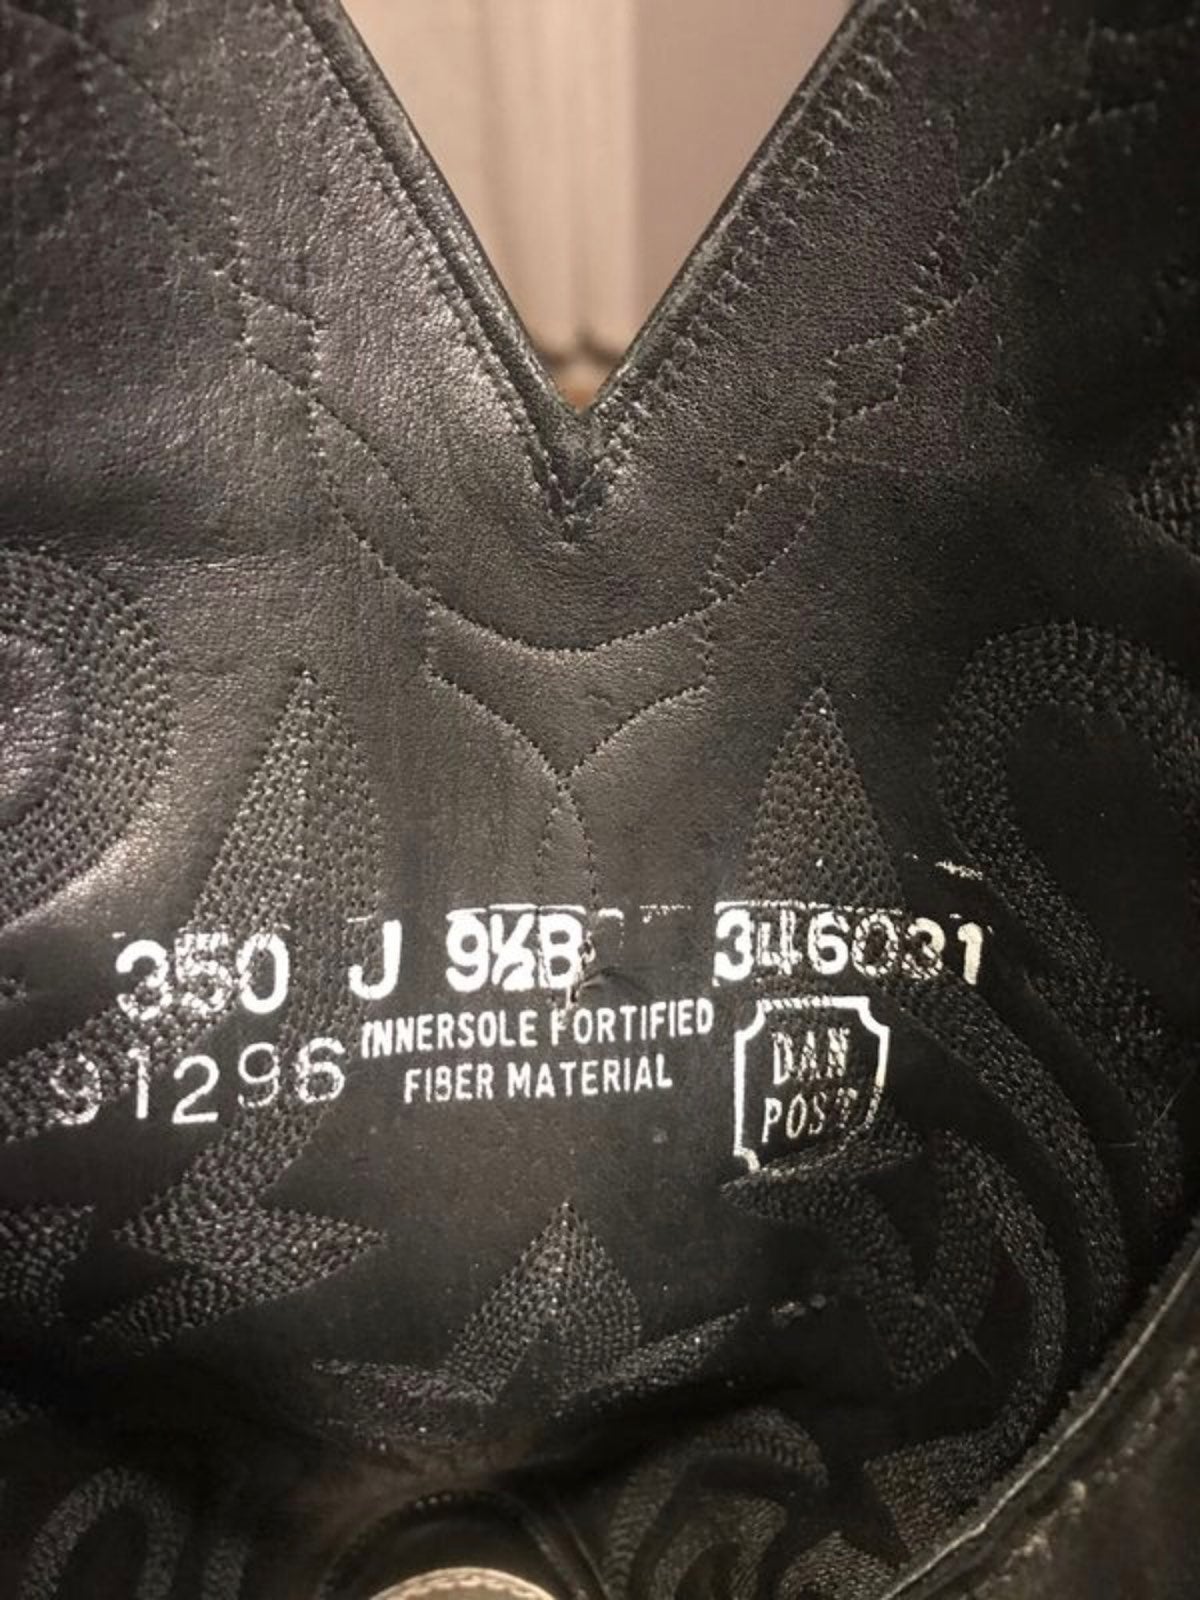 350 J 9½B 346031
91296 INNERSOLE FORTIFIED
FIBER MATERIAL
DAN
POST